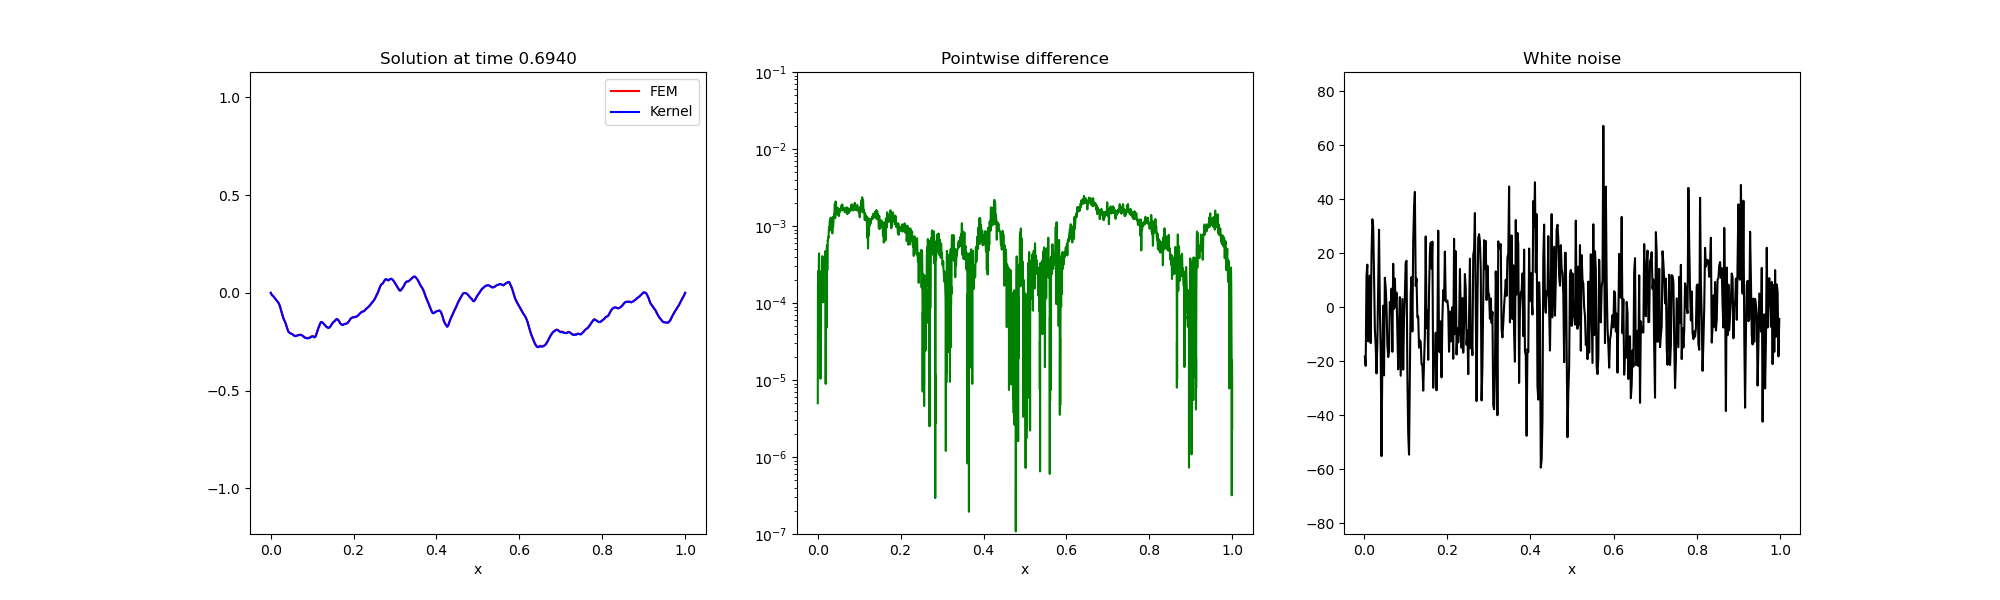 Solution at time 0.6940
1.0
0.5
0.0
−0.5
−1.0
0.0 0.2 0.4 0.6 0.8 1.0
x
FEM
Kernel
Pointwise difference
10⁻¹
10⁻²
10⁻³
10⁻⁴
10⁻⁵
10⁻⁶
10⁻⁷
0.0 0.2 0.4 0.6 0.8 1.0
x
White noise
80
60
40
20
0
−20
−40
−60
−80
0.0 0.2 0.4 0.6 0.8 1.0
x